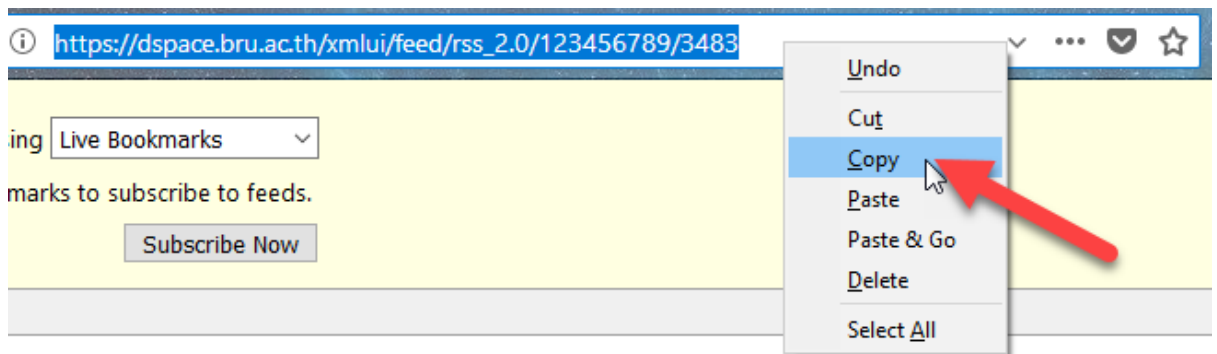 https://dspace.bru.ac.th/xmlui/feed/rss_2.0/123456789/3483
Undo
Cut
ing Live Bookmarks
Copy
marks to subscribe to feeds.
Paste
Subscribe Now
Paste & Go
Delete
Select All